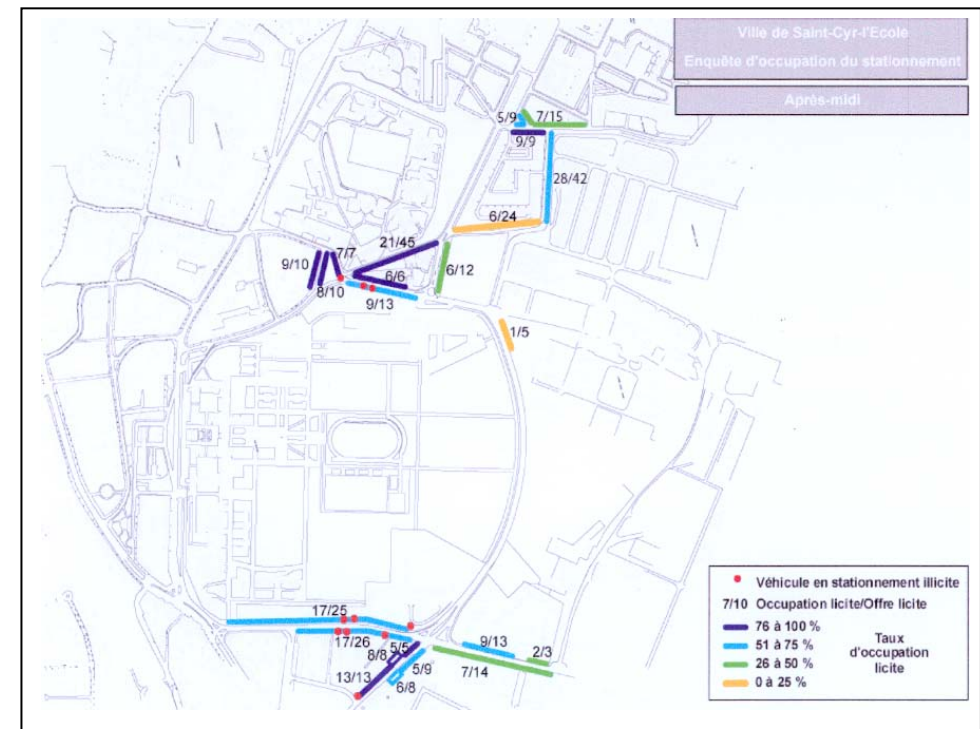 Ville de Saint-Cyr-l'Ecole
Enquête d'occupation du stationnement
Après-midi
5/9
7/15
9/9
28/42
6/24
21/45
7/7
9/10
6/6
6/12
8/10
9/13
1/5
17/25
17/26
5/5
8/8
9/13
2/3
5/9
13/13
7/14
6/8
Véhicule en stationnement illicite
7/10 Occupation licite/Offre licite
76 à 100 %
51 à 75 %
26 à 50 %
0 à 25 %
Taux
d'occupation
licite